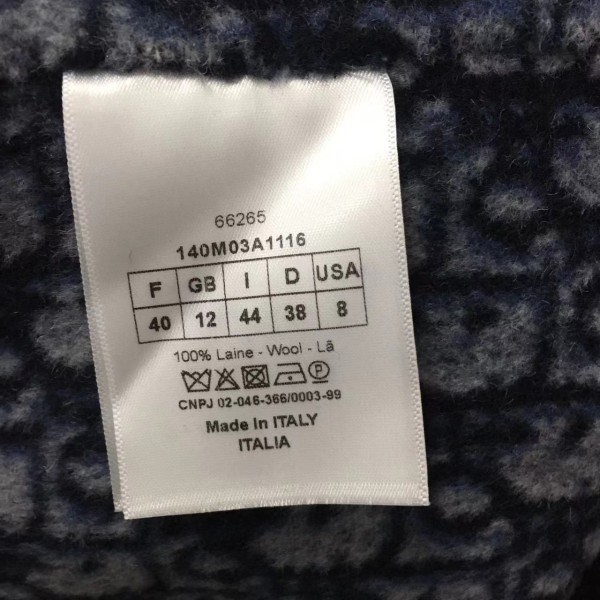 66265
140M03A1116
F GB I D USA
40 12 44 38 8
100% Laine - Wool - Lã
P
CNPJ 02-046-366/0003-99
Made In ITALY
ITALIA